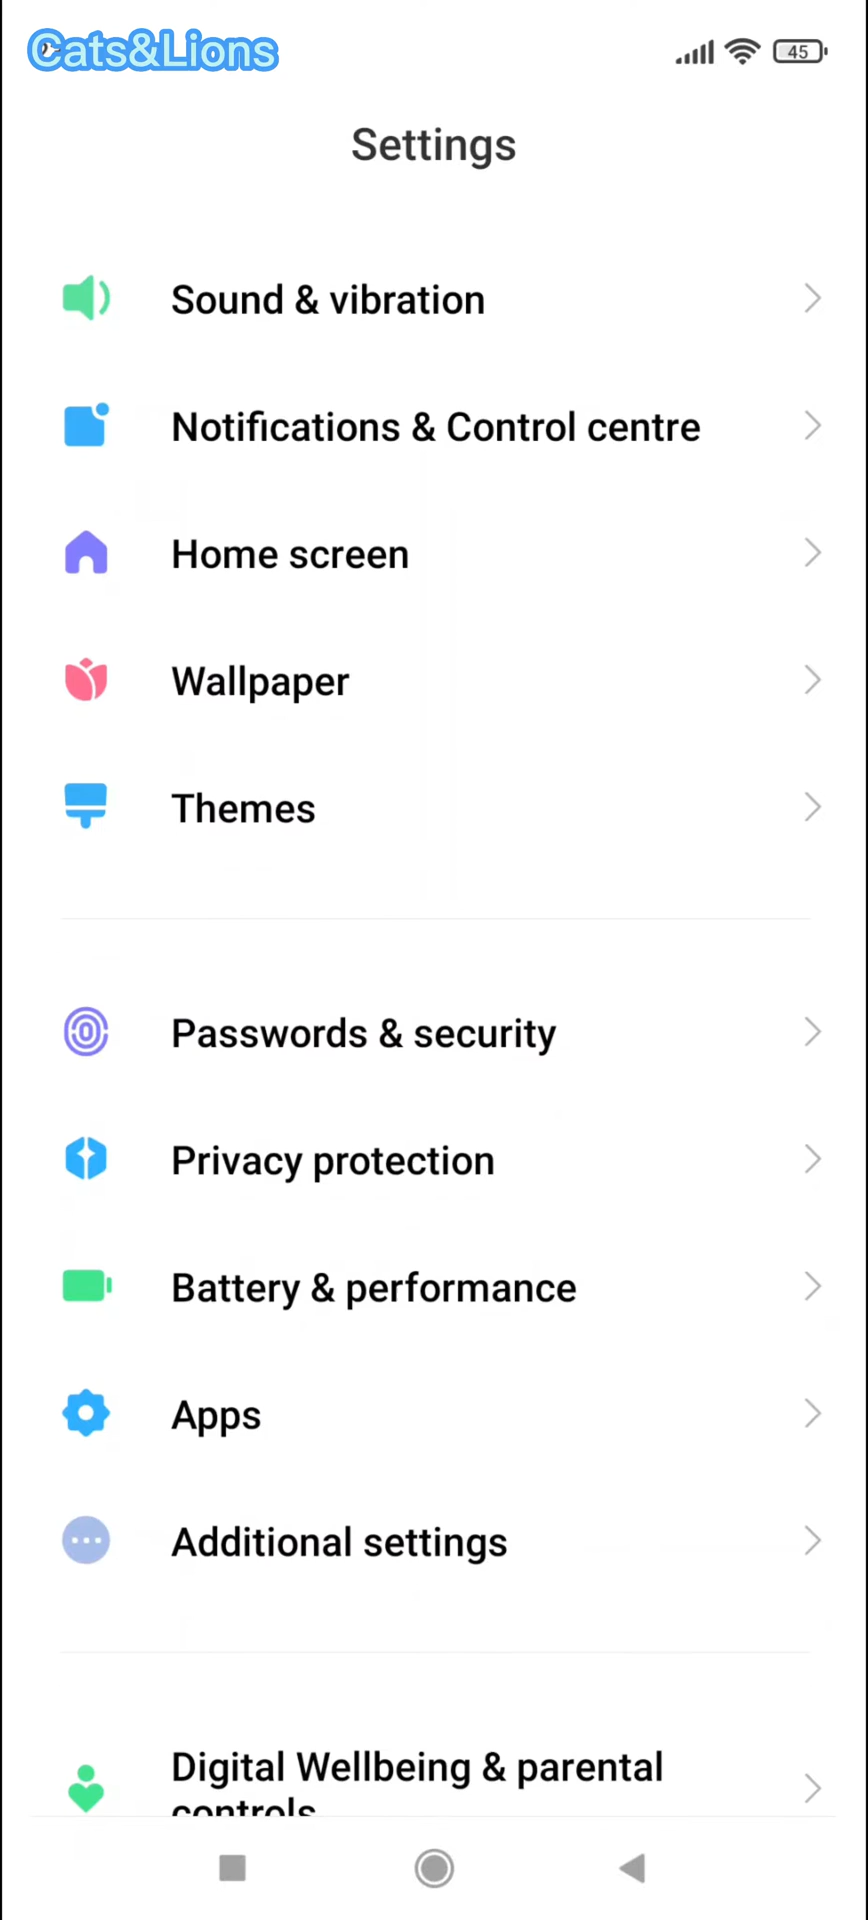 Cats&Lions
45
Settings
Sound & vibration
Notifications & Control centre
Home screen
Wallpaper
Themes
Passwords & security
Privacy protection
Battery & performance
Apps
Additional settings
Digital Wellbeing & parental
controls